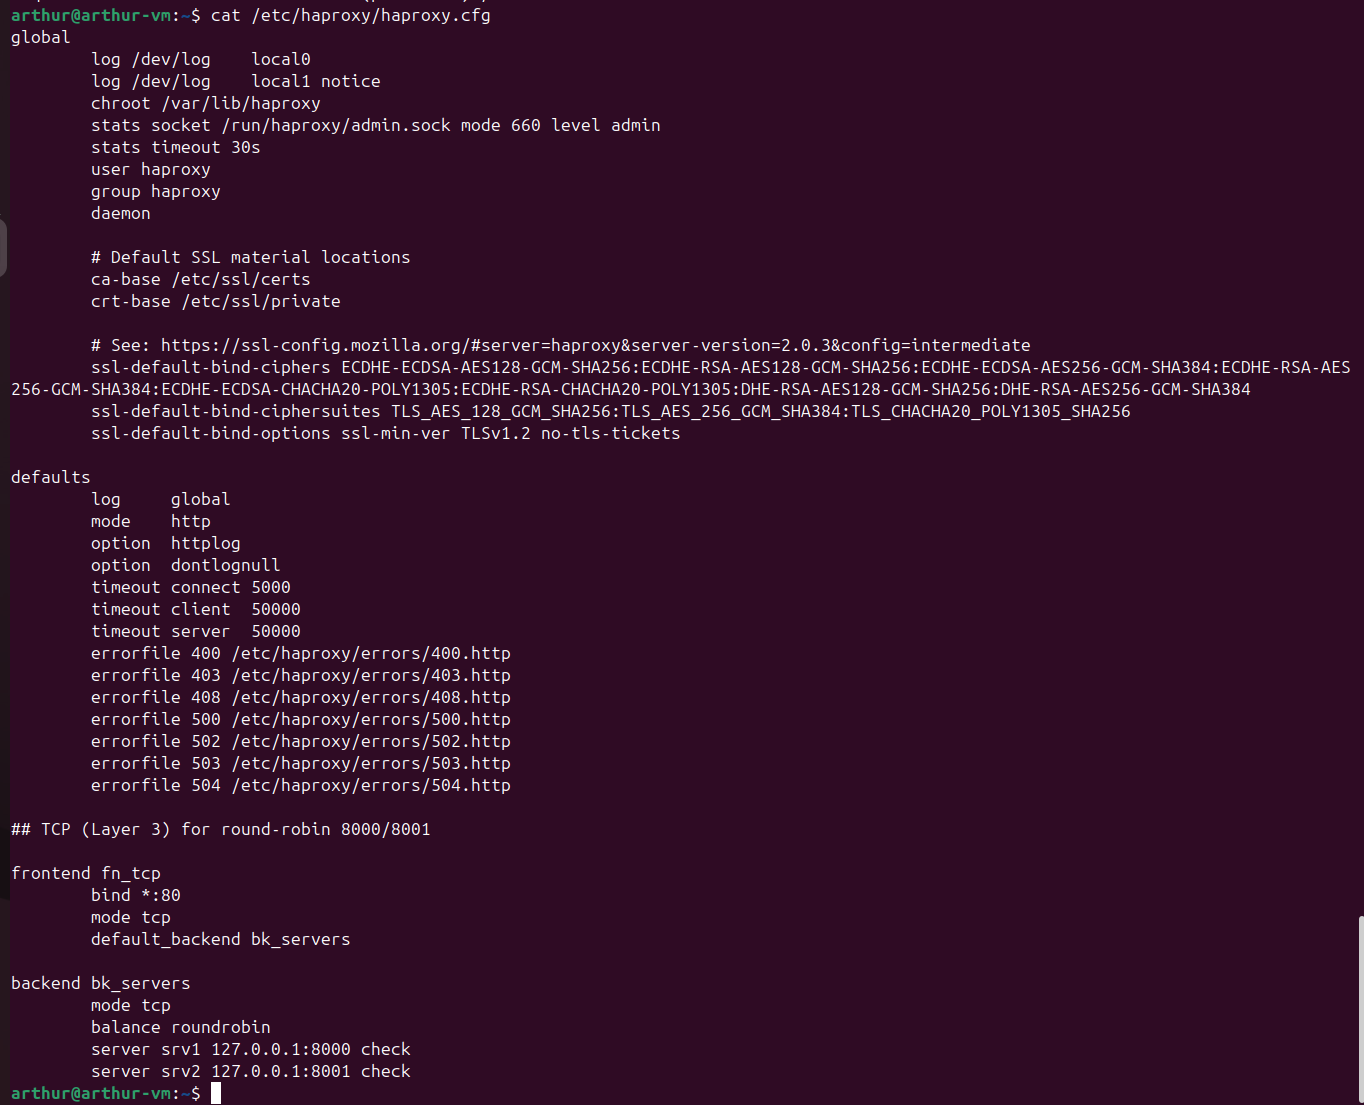 arthur@arthur-vm:~$ cat /etc/haproxy/haproxy.cfg
global
        log /dev/log    local0
        log /dev/log    local1 notice
        chroot /var/lib/haproxy
        stats socket /run/haproxy/admin.sock mode 660 level admin
        stats timeout 30s
        user haproxy
        group haproxy
        daemon

        # Default SSL material locations
        ca-base /etc/ssl/certs
        crt-base /etc/ssl/private

        # See: https://ssl-config.mozilla.org/#server=haproxy&server-version=2.0.3&config=intermediate
        ssl-default-bind-ciphers ECDHE-ECDSA-AES128-GCM-SHA256:ECDHE-RSA-AES128-GCM-SHA256:ECDHE-ECDSA-AES256-GCM-SHA384:ECDHE-RSA-AES
256-GCM-SHA384:ECDHE-ECDSA-CHACHA20-POLY1305:ECDHE-RSA-CHACHA20-POLY1305:DHE-RSA-AES128-GCM-SHA256:DHE-RSA-AES256-GCM-SHA384
        ssl-default-bind-ciphersuites TLS_AES_128_GCM_SHA256:TLS_AES_256_GCM_SHA384:TLS_CHACHA20_POLY1305_SHA256
        ssl-default-bind-options ssl-min-ver TLSv1.2 no-tls-tickets

defaults
        log     global
        mode    http
        option  httplog
        option  dontlognull
        timeout connect 5000
        timeout client  50000
        timeout server  50000
        errorfile 400 /etc/haproxy/errors/400.http
        errorfile 403 /etc/haproxy/errors/403.http
        errorfile 408 /etc/haproxy/errors/408.http
        errorfile 500 /etc/haproxy/errors/500.http
        errorfile 502 /etc/haproxy/errors/502.http
        errorfile 503 /etc/haproxy/errors/503.http
        errorfile 504 /etc/haproxy/errors/504.http

## TCP (Layer 3) for round-robin 8000/8001

frontend fn_tcp
        bind *:80
        mode tcp
        default_backend bk_servers

backend bk_servers
        mode tcp
        balance roundrobin
        server srv1 127.0.0.1:8000 check
        server srv2 127.0.0.1:8001 check
arthur@arthur-vm:~$